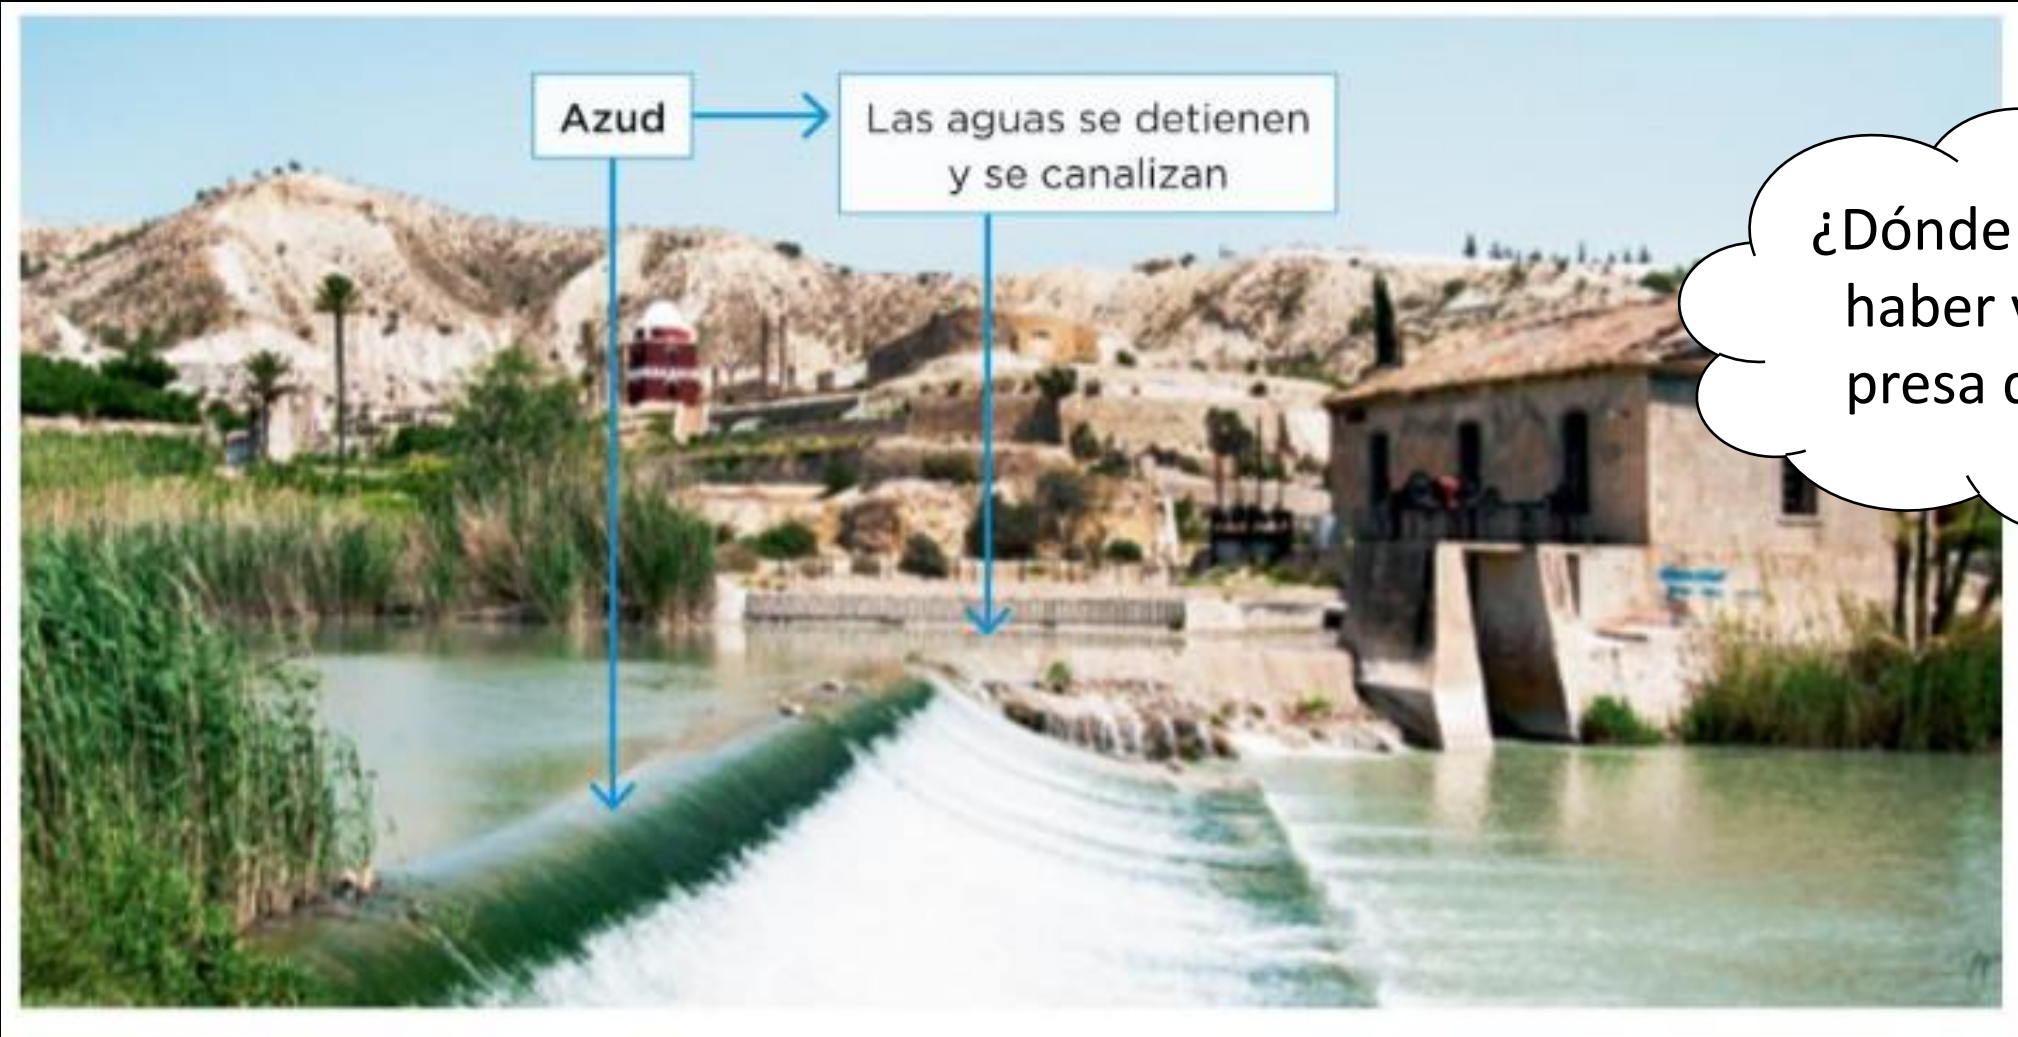 Azud
Las aguas se detienen
y se canalizan
¿Dónde
haber
presa